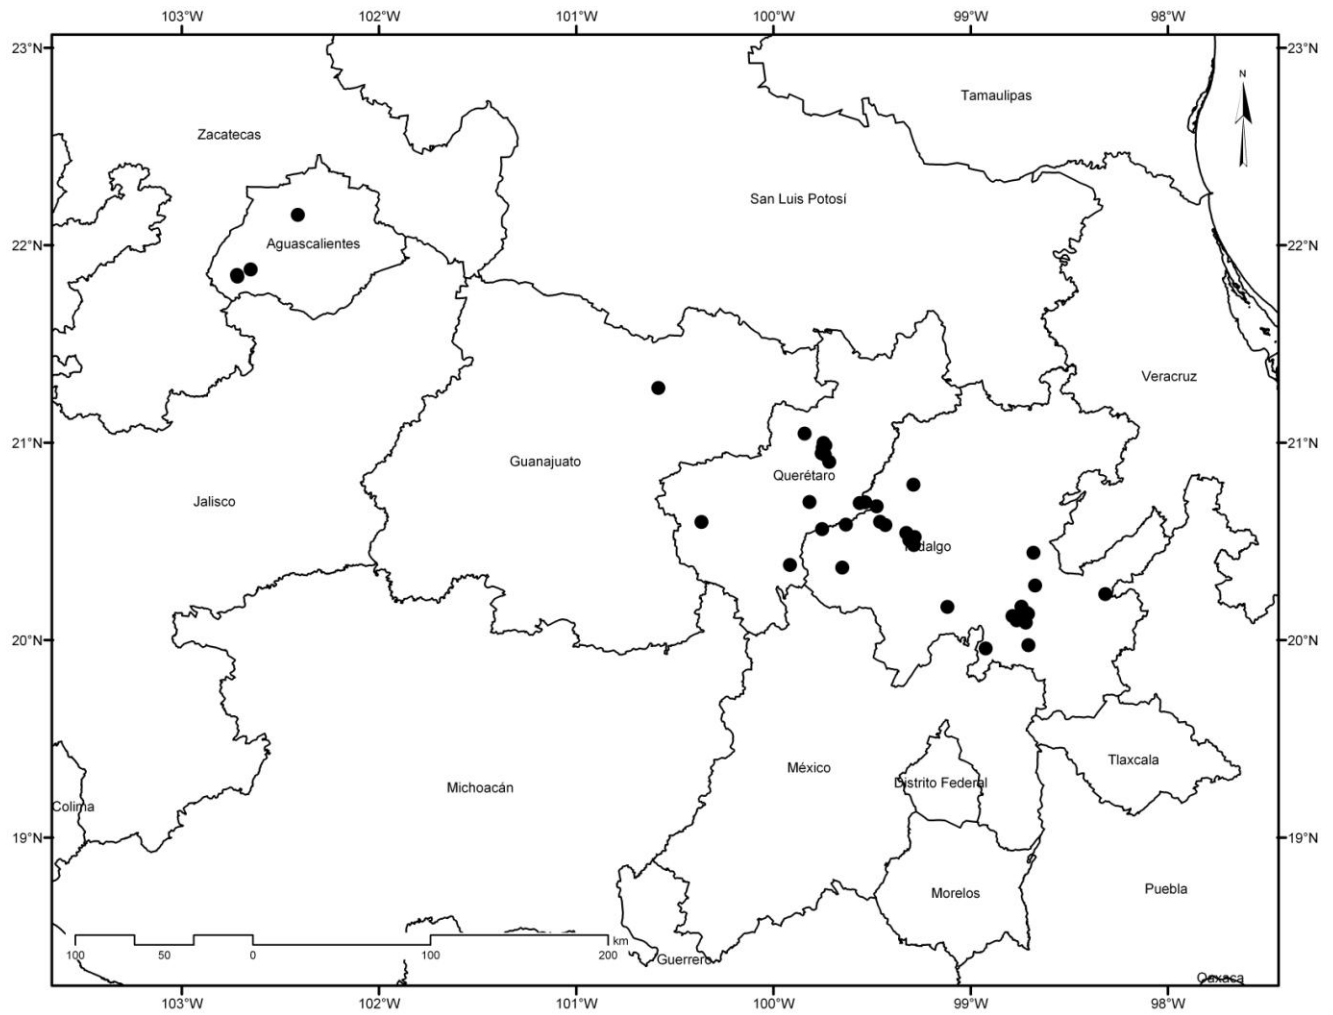 103°W 102°W 101°W 100°W 99°W 98°W
23°N 23°N
N
Tamaulipas
Zacatecas
San Luis Potosí
22°N Aguascalientes 22°N
Veracruz
21°N 21°N
Guanajuato
Querétaro
Jalisco
Hidalgo
20°N 20°N
Tlaxcala
México
Distrito Federal
Michoacán
Colima
19°N 19°N
Puebla
Morelos
km
100 50 0 100 200
Guerrero
Oaxaca
103°W 102°W 101°W 100°W 99°W 98°W